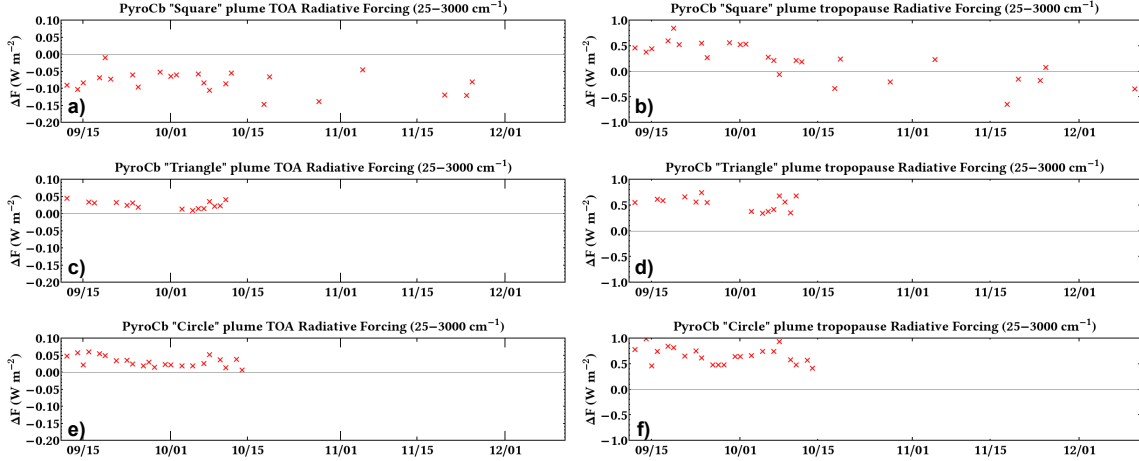 PyroCb "Square" plume TOA Radiative Forcing (25−3000 cm−1)
0.10
0.05
0.00
−0.05
−0.10
−0.15
−0.20
ΔF (W m−2)
a)
09/15 10/01 10/15 11/01 11/15 12/01
PyroCb "Square" plume tropopause Radiative Forcing (25−3000 cm−1)
1.0
0.5
0.0
−0.5
−1.0
ΔF (W m−2)
b)
09/15 10/01 10/15 11/01 11/15 12/01
PyroCb "Triangle" plume TOA Radiative Forcing (25−3000 cm−1)
0.10
0.05
0.00
−0.05
−0.10
−0.15
−0.20
ΔF (W m−2)
c)
09/15 10/01 10/15 11/01 11/15 12/01
PyroCb "Triangle" plume tropopause Radiative Forcing (25−3000 cm−1)
1.0
0.5
0.0
−0.5
−1.0
ΔF (W m−2)
d)
09/15 10/01 10/15 11/01 11/15 12/01
PyroCb "Circle" plume TOA Radiative Forcing (25−3000 cm−1)
0.10
0.05
0.00
−0.05
−0.10
−0.15
−0.20
ΔF (W m−2)
e)
09/15 10/01 10/15 11/01 11/15 12/01
PyroCb "Circle" plume tropopause Radiative Forcing (25−3000 cm−1)
1.0
0.5
0.0
−0.5
−1.0
ΔF (W m−2)
f)
09/15 10/01 10/15 11/01 11/15 12/01